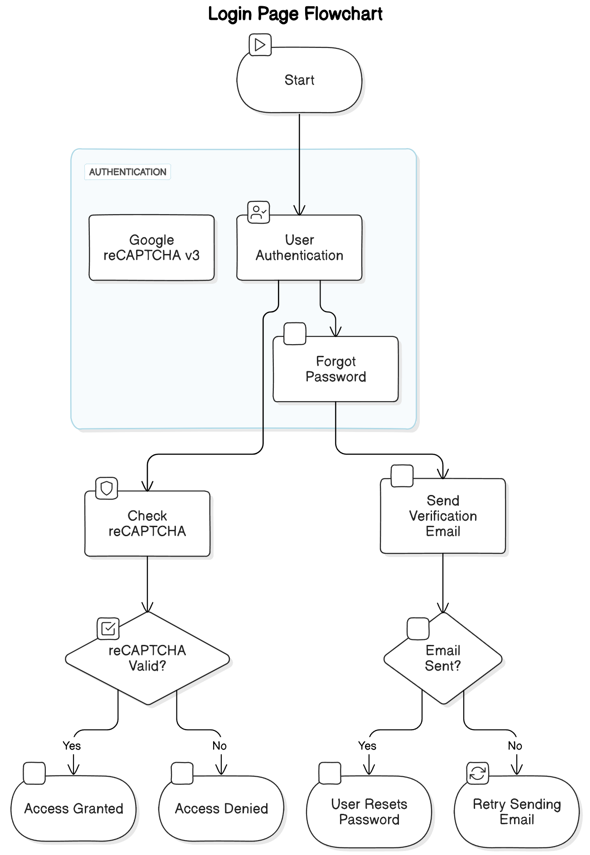 Login Page Flowchart
Start
AUTHENTICATION
Google
reCAPTCHA v3
User
Authentication
Forgot
Password
Check
reCAPTCHA
Send
Verification
Email
reCAPTCHA
Valid?
Email
Sent?
Yes
No
Yes
No
Access Granted
Access Denied
User Resets
Password
Retry Sending
Email